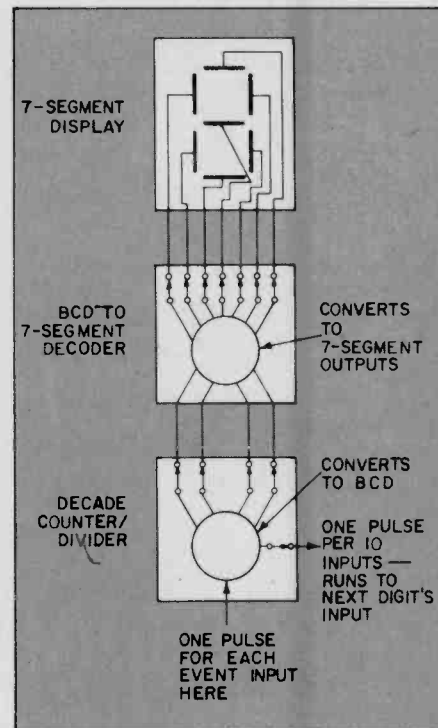 7-SEGMENT
DISPLAY
BCD TO
7-SEGMENT
DECODER
CONVERTS
TO
7-SEGMENT
OUTPUTS
DECADE
COUNTER/
DIVIDER
CONVERTS
TO BCD
ONE PULSE
PER 10
INPUTS—
RUNS TO
NEXT DIGIT'S
INPUT
ONE PULSE
FOR EACH
EVENT INPUT
HERE